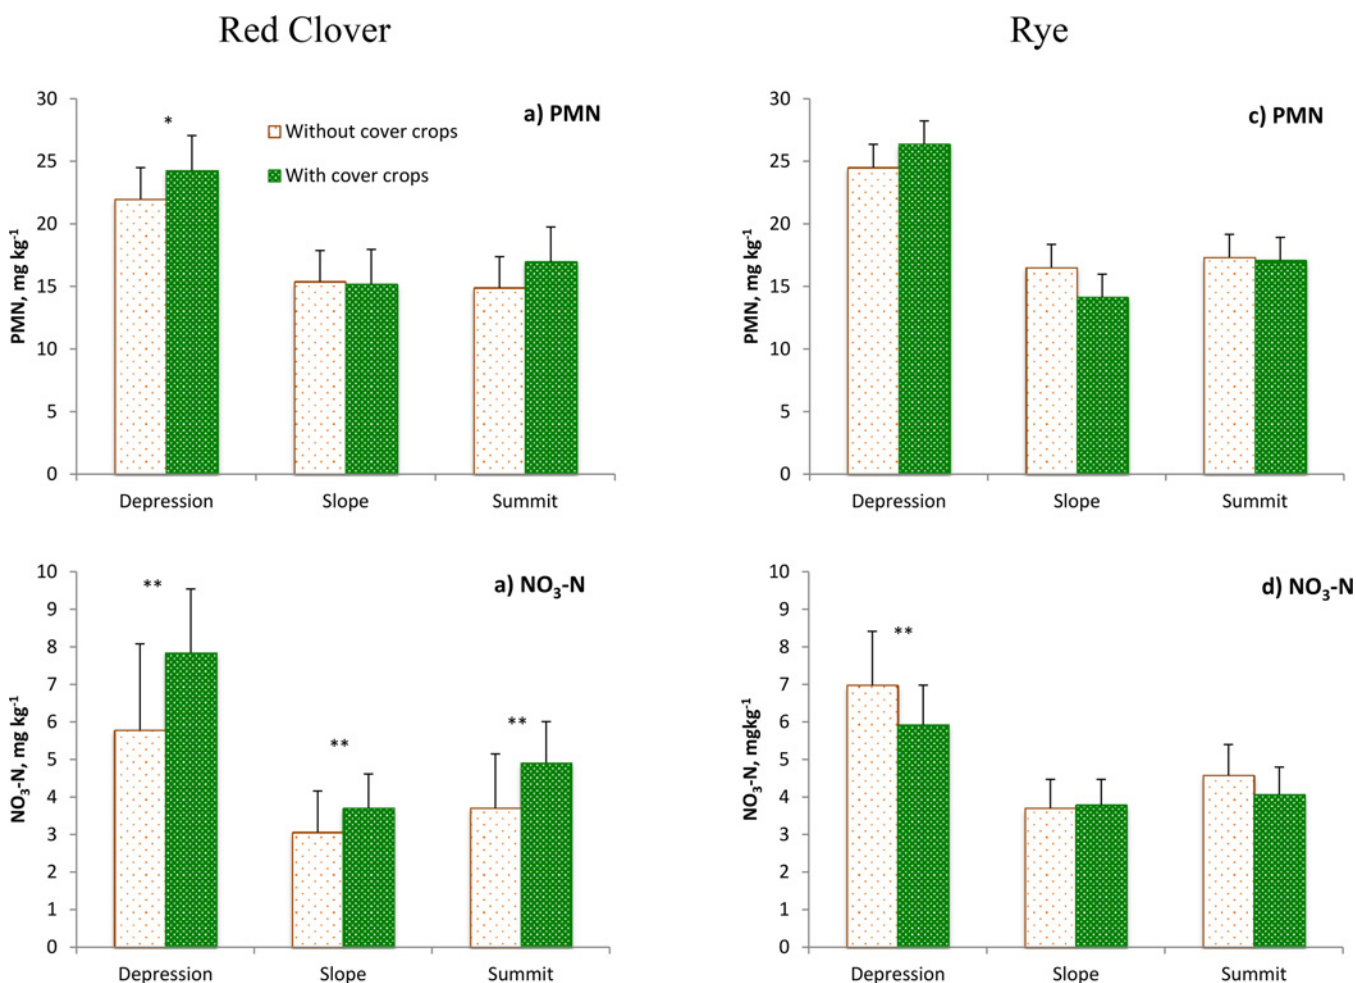 Red Clover
Rye
a) PMN
Without cover crops
With cover crops
*
PMN, mg kg-1
30
25
20
15
10
5
0
Depression
Slope
Summit
c) PMN
PMN, mg kg-1
30
25
20
15
10
5
0
Depression
Slope
Summit
a) NO3-N
**
**
**
NO3-N, mg kg-1
10
9
8
7
6
5
4
3
2
1
0
Depression
Slope
Summit
d) NO3-N
**
NO3-N, mgkg-1
10
9
8
7
6
5
4
3
2
1
0
Depression
Slope
Summit